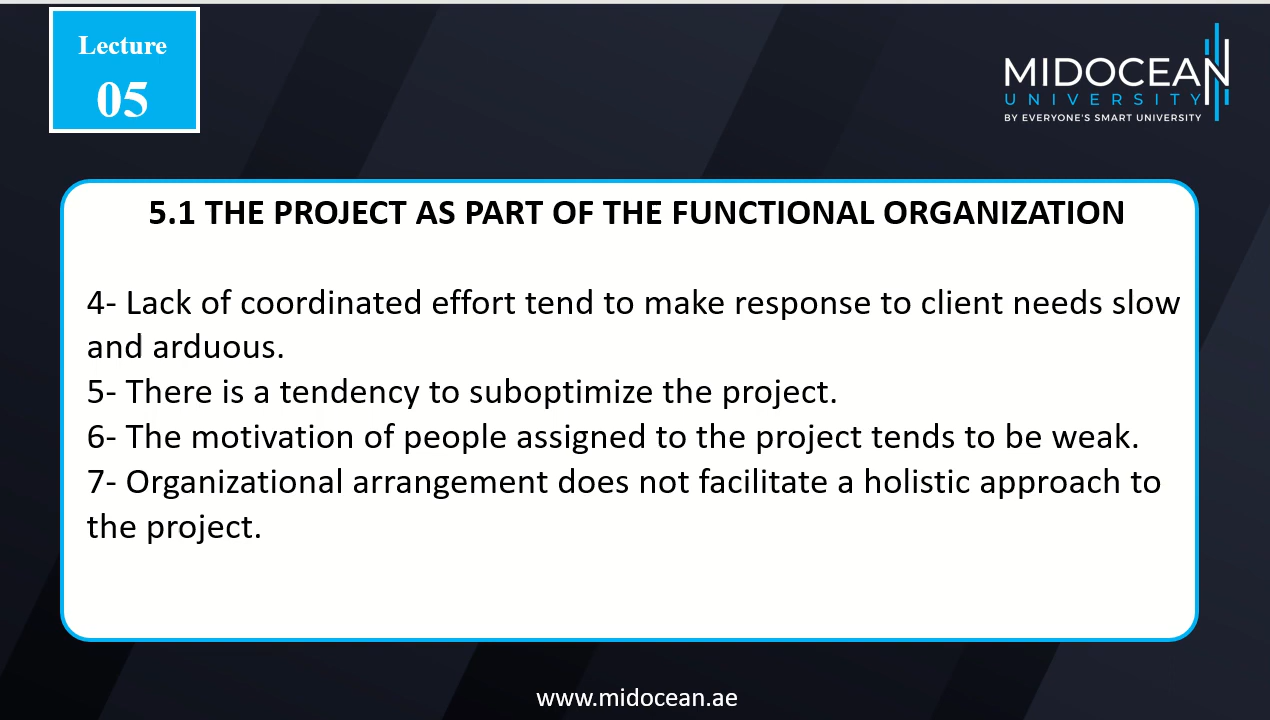 Lecture
05
MIDOCEAN
UNIVERSITY
BY EVERYONE'S SMART UNIVERSITY
5.1 THE PROJECT AS PART OF THE FUNCTIONAL ORGANIZATION
4- Lack of coordinated effort tend to make response to client needs slow
and arduous.
5- There is a tendency to suboptimize the project.
6- The motivation of people assigned to the project tends to be weak.
7- Organizational arrangement does not facilitate a holistic approach to
the project.
www.midocean.ae